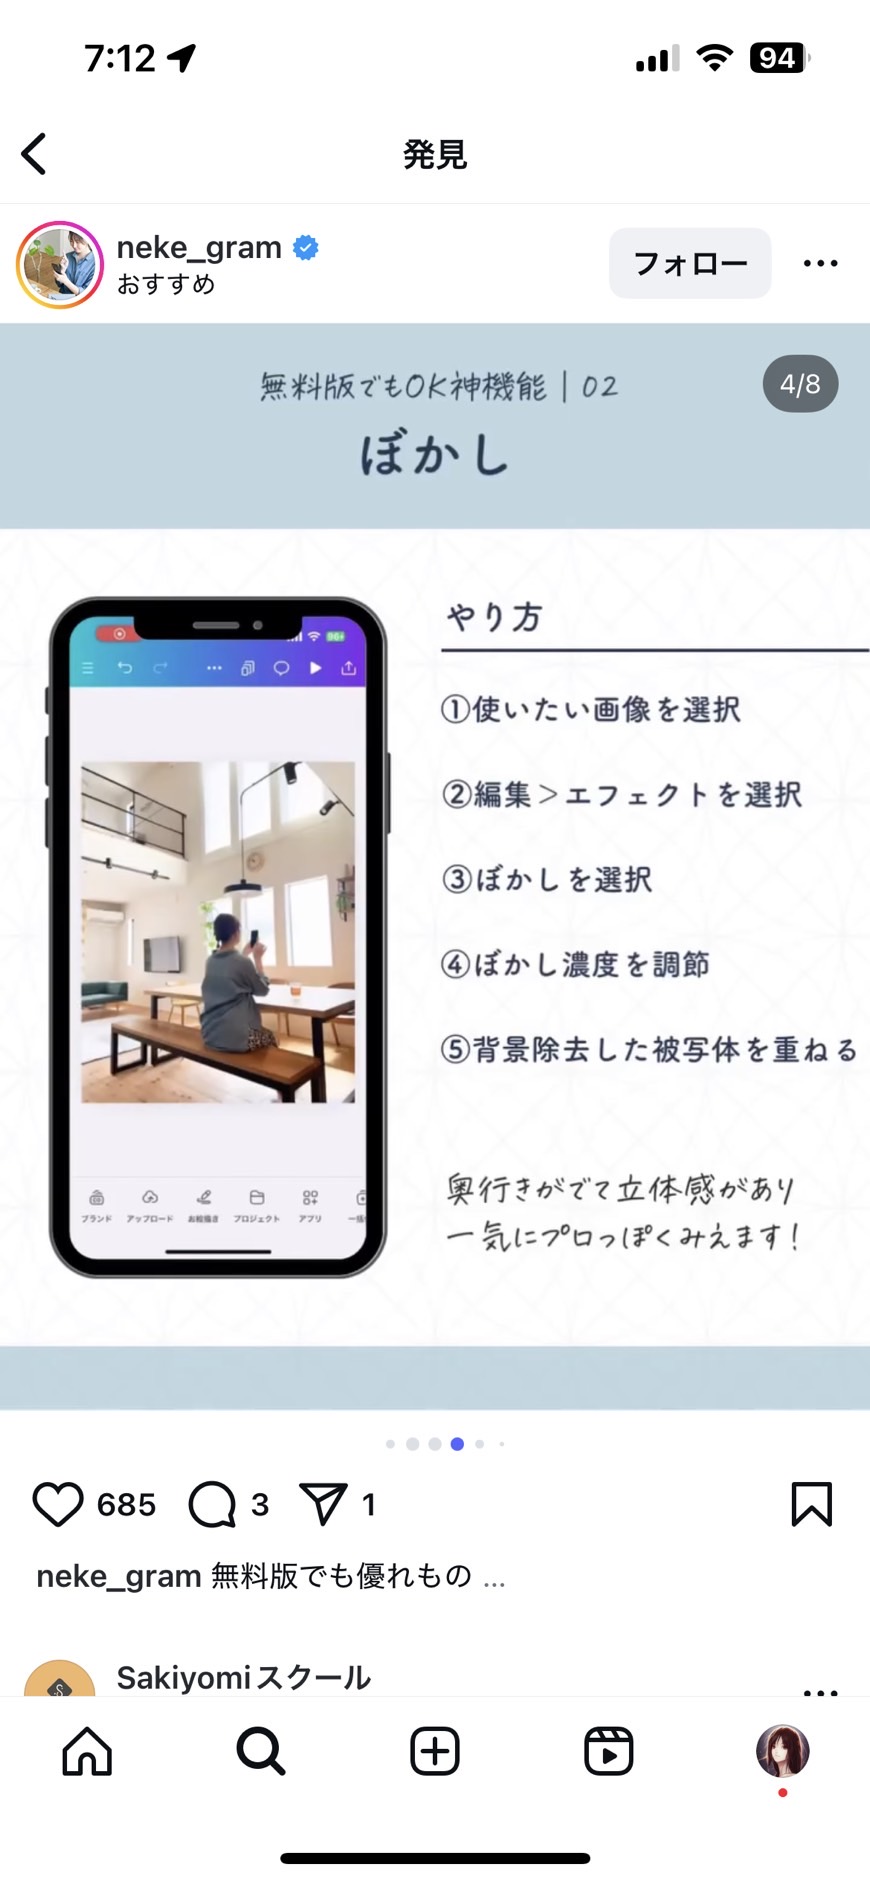 7:12
94
発見
neke_gram
おすすめ
フォロー
4/8
無料版でもOK神機能 | 02
ぼかし
やり方
①使いたい画像を選択
②編集＞エフェクトを選択
③ぼかしを選択
④ぼかし濃度を調節
⑤背景除去した被写体を重ねる
奥行きがでて立体感があり
一気にプロっぽくみえます！
ブランド アップロード お絵描き プロジェクト アプリ
685 3 1
neke_gram 無料版でも優れもの ...
Sakiyomiスクール